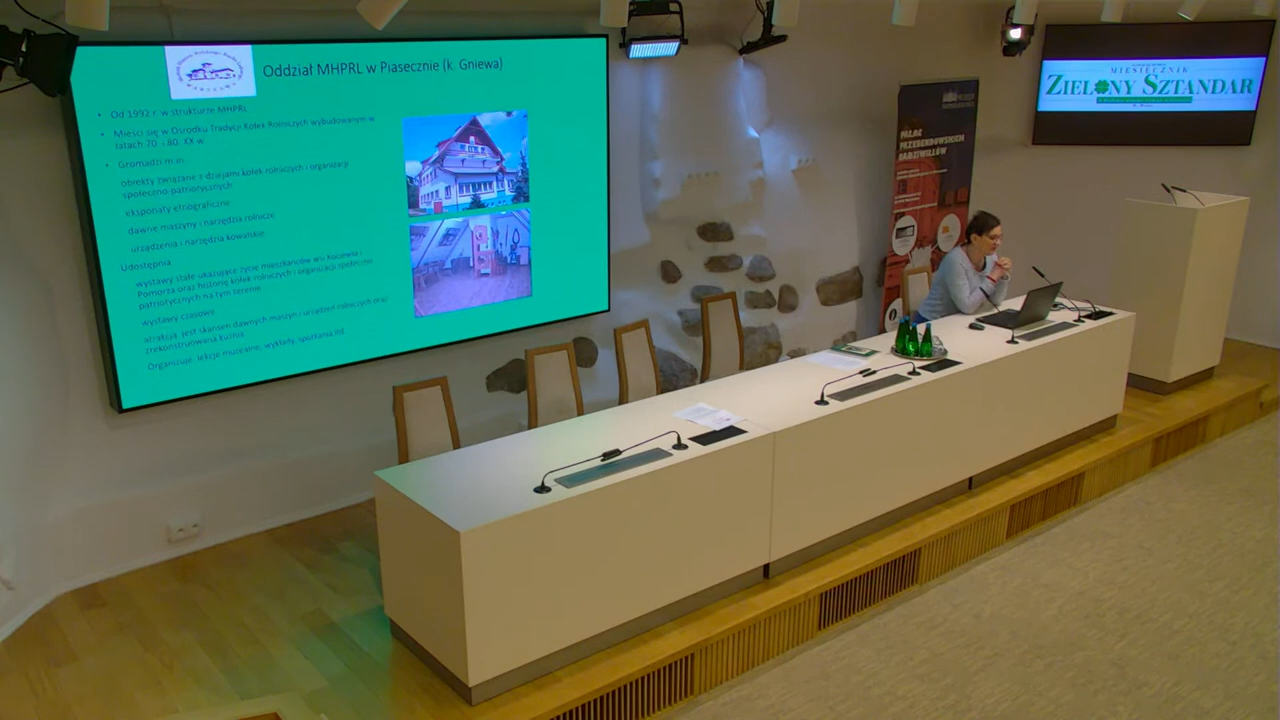 Oddział MHPRL w Piasecznie (k. Gniewa)
• Od 1992 r. w strukturze MHPRL
• Mieści się w Ośrodku Tradycji Kółek Rolniczych wybudowanym w
latach 70. i 80. XX w.
• Gromadzi m.in.
obiekty związane z dziejami kółek rolniczych i organizacji
społeczno-patriotycznych
eksponaty etnograficzne
dawne maszyny i narzędzia rolnicze
urządzenia i narzędzia kowalskie
Udostępnia
wystawy stałe ukazujące życie mieszkańców wsi Kociewia i
Pomorza oraz historię kółek rolniczych i organizacji społeczno
patriotycznych na tym terenie
wystawy czasowe
atrakcją jest skansen dawnych maszyn i urządzeń rolniczych oraz
zrekonstruowana kuźnia
Organizuje: lekcje muzealne, wykłady, spotkania itd.
PAŁAC
PRZEBENDOWSKICH
RADZIWIŁŁÓW
MIESIĘCZNIK
ZIELONY SZTANDAR